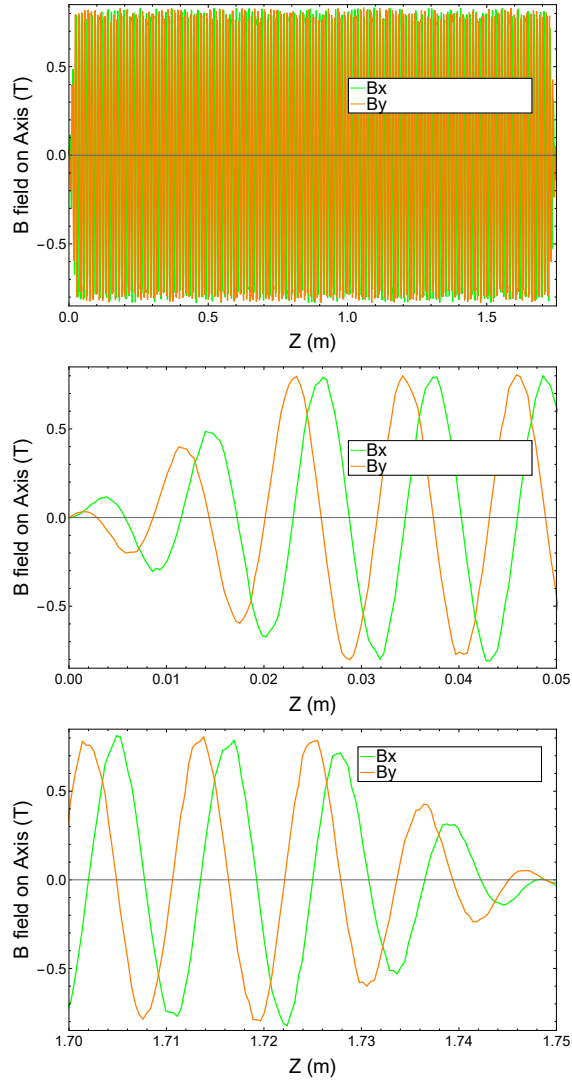 B field on Axis (T)
0.5
0.0
-0.5
Bx
By
0.0 0.5 1.0 1.5
Z (m)
B field on Axis (T)
0.5
0.0
-0.5
Bx
By
0.00 0.01 0.02 0.03 0.04 0.05
Z (m)
B field on Axis (T)
0.5
0.0
-0.5
Bx
By
1.70 1.71 1.72 1.73 1.74 1.75
Z (m)